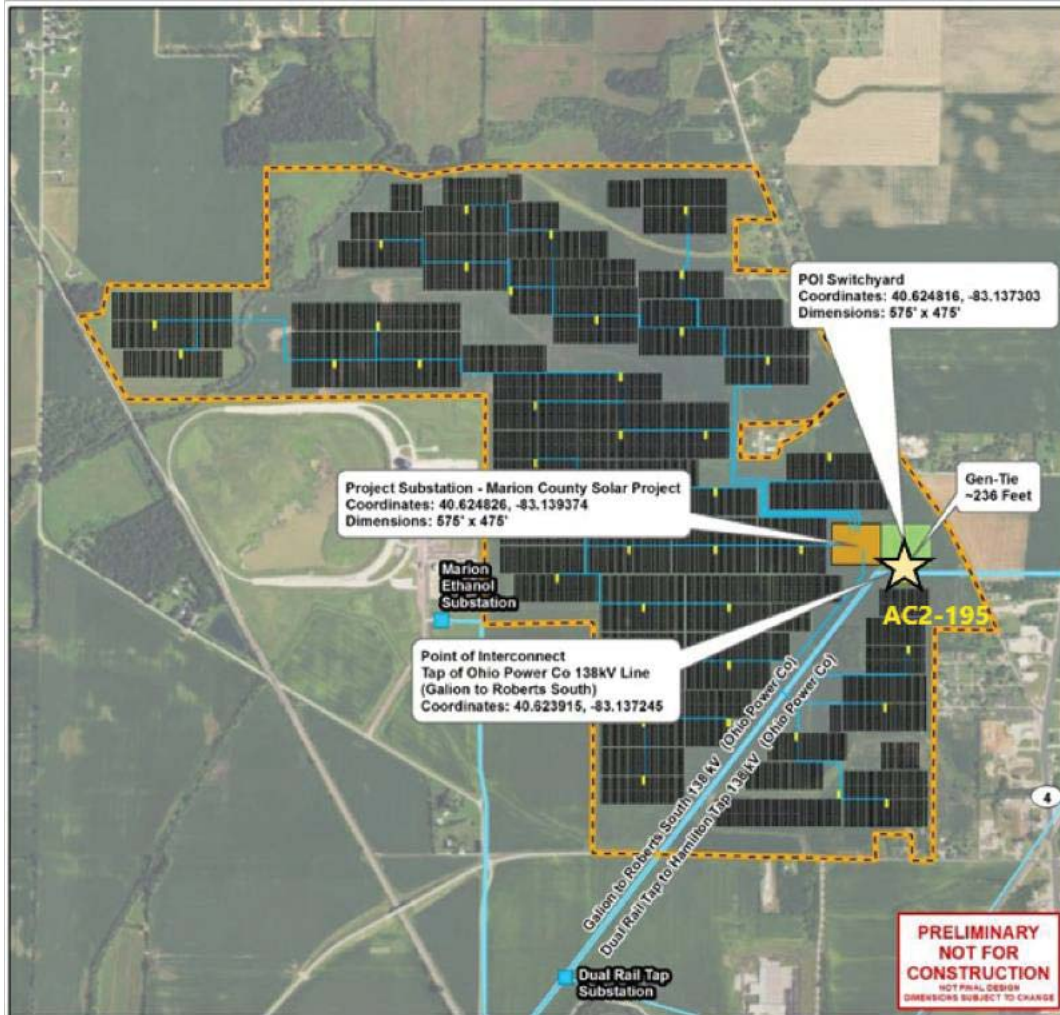 POI Switchyard
Coordinates: 40.624816, -83.137303
Dimensions: 575' x 475'
Gen-Tie
~236 Feet
Project Substation - Marion County Solar Project
Coordinates: 40.624826, -83.139374
Dimensions: 575' x 475'
Marion
Ethanol
Substation
AC2-195
Point of Interconnect
Tap of Ohio Power Co 138kV Line
(Galion to Roberts South)
Coordinates: 40.623915, -83.137245
Galion to Roberts South 138 kV (Ohio Power Co)
Dual Rail Tap to Hamilton Tap 138 kV (Ohio Power Co)
4
Dual Rail Tap
Substation
PRELIMINARY
NOT FOR
CONSTRUCTION
NOT FINAL DESIGN
DIMENSIONS SUBJECT TO CHANGE